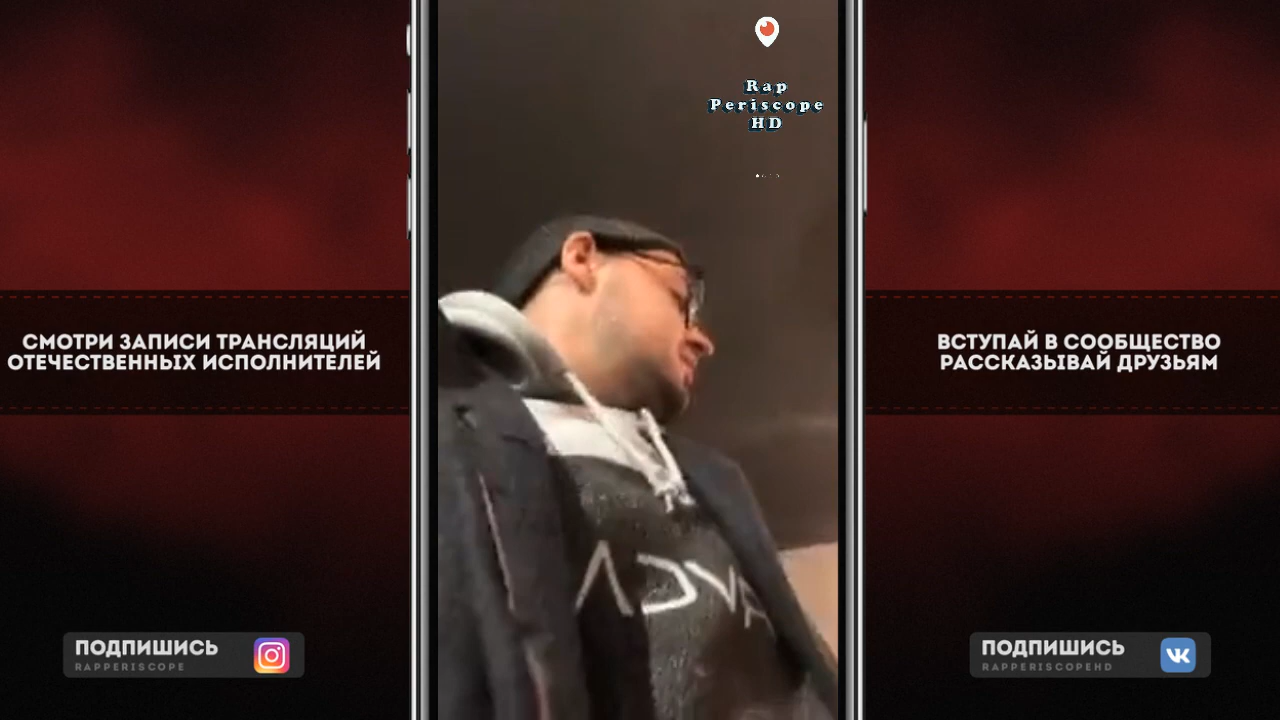 Rap
Periscope
HD
СМОТРИ ЗАПИСИ ТРАНСЛЯЦИЙ
ОТЕЧЕСТВЕННЫХ ИСПОЛНИТЕЛЕЙ
ВСТУПАЙ В СООБЩЕСТВО
РАССКАЗЫВАЙ ДРУЗЬЯМ
ПОДПИШИСЬ
RAPPERISCOPE
ПОДПИШИСЬ
RAPPERISCOPEHD